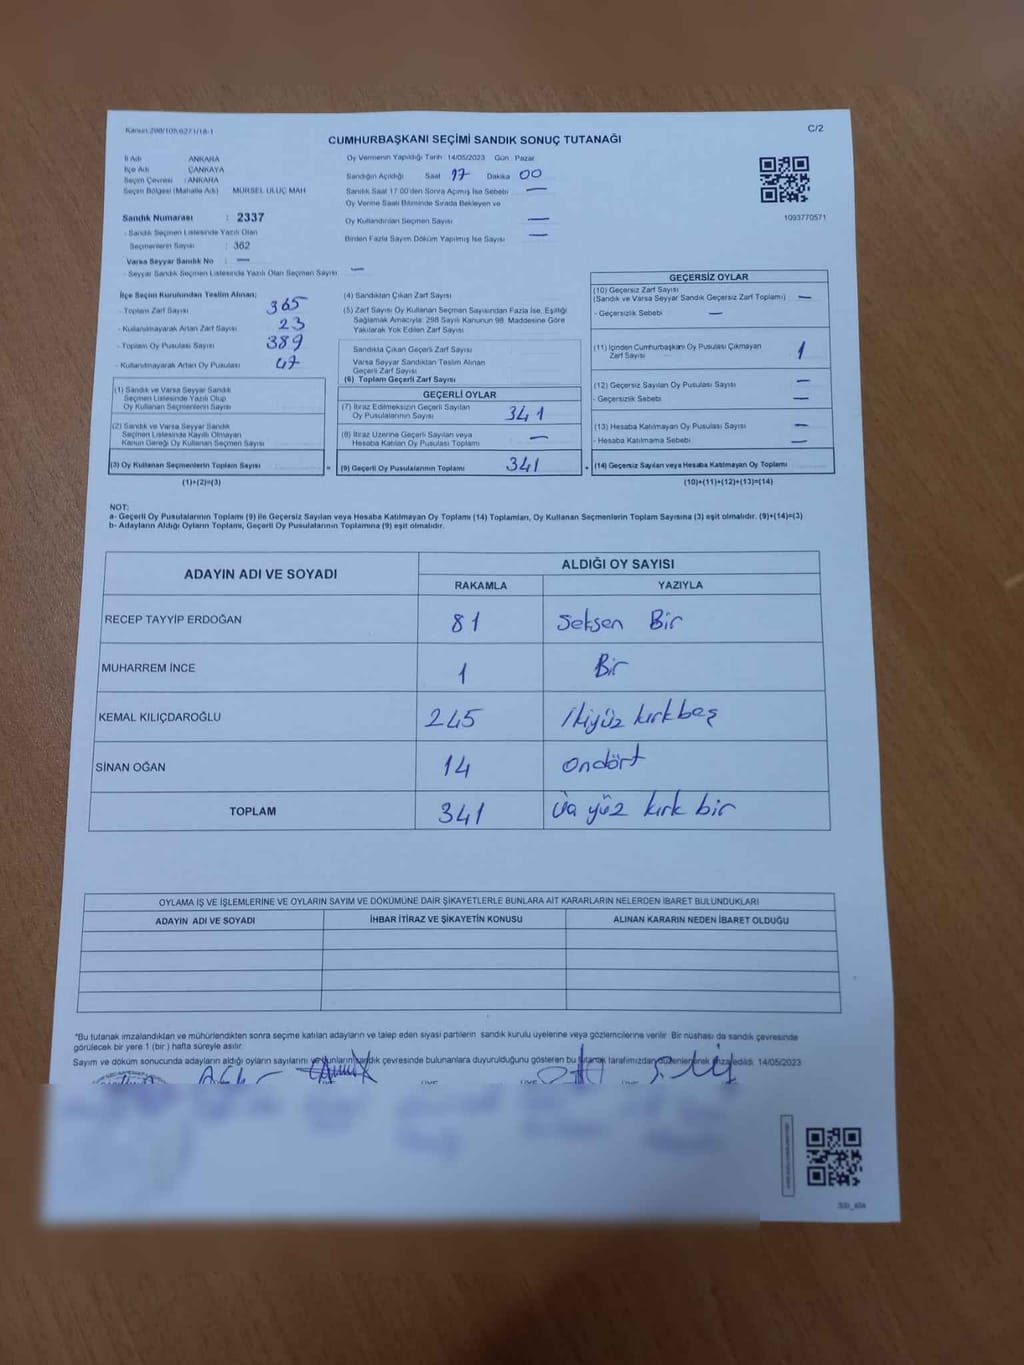 Kanun:298/105,6271/18-1
C/2
CUMHURBAŞKANI SEÇİMİ SANDIK SONUÇ TUTANAĞI
İl Adı ANKARA
İlçe Adı ÇANKAYA
Seçim Çevresi : ANKARA
Seçim Bölgesi (Mahalle Adı) MÜRSEL ULUÇ MAH
Sandık Numarası : 2337
- Sandık Seçmen Listesinde Yazılı Olan
Seçmenlerin Sayısı : 362
Varsa Seyyar Sandık No : —
- Seyyar Sandık Seçmen Listesinde Yazılı Olan Seçmen Sayısı —
Oy Vermenin Yapıldığı Tarih 14/05/2023 Gün Pazar
Sandığın Açıldığı Saat 17 Dakika 00
Sandık Saat 17:00'den Sonra Açılmış İse Sebebi —
Oy Verme Saati Bitiminde Sırada Bekleyen ve
Oy Kullandırılan Seçmen Sayısı —
Birden Fazla Sayım Döküm Yapılmış İse Sayısı —
1093770571
İlçe Seçim Kurulundan Teslim Alınan;
- Toplam Zarf Sayısı 365
- Kullanılmayarak Artan Zarf Sayısı 23
- Toplam Oy Pusulası Sayısı 389
- Kullanılmayarak Artan Oy Pusulası 47
(1) Sandık ve Varsa Seyyar Sandık
Seçmen Listesinde Yazılı Olup
Oy Kullanan Seçmenlerin Sayısı
(2) Sandık ve Varsa Seyyar Sandık
Seçmen Listesinde Kayıtlı Olmayan
Kanun Gereği Oy Kullanan Seçmen Sayısı
(3) Oy Kullanan Seçmenlerin Toplam Sayısı =
(1)+(2)=(3)
(4) Sandıktan Çıkan Zarf Sayısı
(5) Zarf Sayısı Oy Kullanan Seçmen Sayısından Fazla İse, Eşitliği
Sağlamak Amacıyla: 298 Sayılı Kanunun 98. Maddesine Göre
Yakılarak Yok Edilen Zarf Sayısı
Sandıkta Çıkan Geçerli Zarf Sayısı
Varsa Seyyar Sandıktan Teslim Alınan
Geçerli Zarf Sayısı
(6) Toplam Geçerli Zarf Sayısı
GEÇERLİ OYLAR
(7) İtiraz Edilmeksizin Geçerli Sayılan
Oy Pusulalarının Sayısı 341
(8) İtiraz Üzerine Geçerli Sayılan veya
Hesaba Katılan Oy Pusulası Toplamı —
(9) Geçerli Oy Pusulalarının Toplamı 341 +
GEÇERSİZ OYLAR
(10) Geçersiz Zarf Sayısı
(Sandık ve Varsa Seyyar Sandık Geçersiz Zarf Toplamı) —
- Geçersizlik Sebebi —
(11) İçinden Cumhurbaşkanı Oy Pusulası Çıkmayan
Zarf Sayısı 1
(12) Geçersiz Sayılan Oy Pusulası Sayısı —
- Geçersizlik Sebebi —
(13) Hesaba Katılmayan Oy Pusulası Sayısı —
- Hesaba Katılmama Sebebi —
(14) Geçersiz Sayılan veya Hesaba Katılmayan Oy Toplamı
(10)+(11)+(12)+(13)=(14)
NOT;
a- Geçerli Oy Pusulalarının Toplamı (9) ile Geçersiz Sayılan veya Hesaba Katılmayan Oy Toplamı (14) Toplamları, Oy Kullanan Seçmenlerin Toplam Sayısına (3) eşit olmalıdır. (9)+(14)=(3)
b- Adayların Aldığı Oyların Toplamı, Geçerli Oy Pusulalarının Toplamına (9) eşit olmalıdır.
ADAYIN ADI VE SOYADI
ALDIĞI OY SAYISI
RAKAMLA YAZIYLA
RECEP TAYYİP ERDOĞAN 81 Seksen Bir
MUHARREM İNCE 1 Bir
KEMAL KILIÇDAROĞLU 245 İkiyüz kırkbeş
SİNAN OĞAN 14 Ondört
TOPLAM 341 Üç yüz kırk bir
OYLAMA İŞ VE İŞLEMLERİNE VE OYLARIN SAYIM VE DÖKÜMÜNE DAİR ŞİKAYETLERLE BUNLARA AİT KARARLARIN NELERDEN İBARET BULUNDUKLARI
ADAYIN ADI VE SOYADI İHBAR İTİRAZ VE ŞİKAYETİN KONUSU ALINAN KARARIN NEDEN İBARET OLDUĞU
*Bu tutanak imzalandıktan ve mühürlendikten sonra seçime katılan adayların ve talep eden siyasi partilerin sandık kurulu üyelerine veya gözlemcilerine verilir. Bir nüshası da sandık çevresinde
görülecek bir yere 1 (bir) hafta süreyle asılır.
Sayım ve döküm sonucunda adayların aldığı oyların sayılarını ve bunların sandık çevresinde bulunanlara duyurulduğunu gösteren bu tutanak tarafımızdan düzenlenerek imza edildi. 14/05/2023